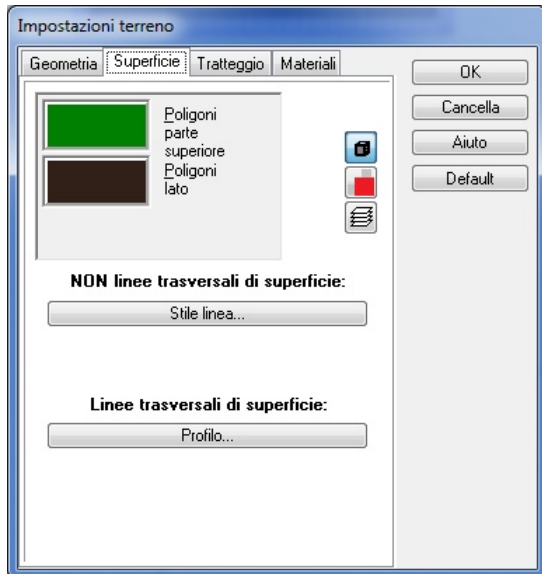 Impostazioni terreno
Geometria
Superficie
Tratteggio
Materiali
OK
Cancella
Aiuto
Default
Poligoni
parte
superiore
Poligoni
lato
NON linee trasversali di superficie:
Stile linea...
Linee trasversali di superficie:
Profilo...